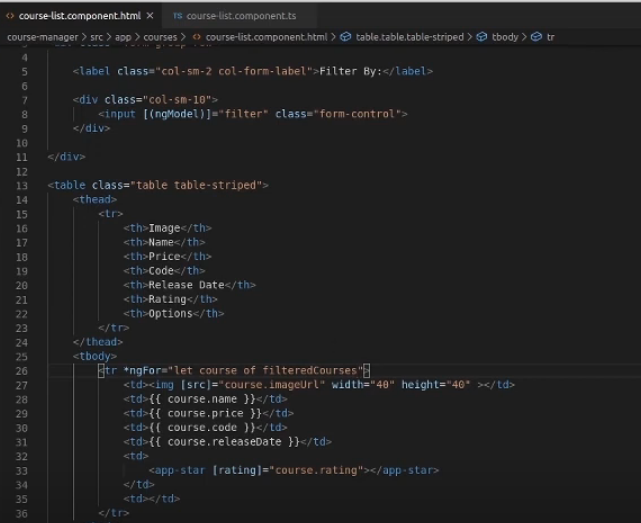 course-list.component.html × TS course-list.component.ts
course-manager > src > app > courses > course-list.component.html > table.table.table-striped > tbody > tr
4
5 <label class="col-sm-2 col-form-label">Filter By:</label>
6
7 <div class="col-sm-10">
8 <input [(ngModel)]="filter" class="form-control">
9 </div>
10
11 </div>
12
13 <table class="table table-striped">
14 <thead>
15 <tr>
16 <th>Image</th>
17 <th>Name</th>
18 <th>Price</th>
19 <th>Code</th>
20 <th>Release Date</th>
21 <th>Rating</th>
22 <th>Options</th>
23 </tr>
24 </thead>
25 <tbody>
26 <tr *ngFor="let course of filteredCourses">
27 <td><img [src]="course.imageUrl" width="40" height="40" ></td>
28 <td>{{ course.name }}</td>
29 <td>{{ course.price }}</td>
30 <td>{{ course.code }}</td>
31 <td>{{ course.releaseDate }}</td>
32 <td>
33 <app-star [rating]="course.rating"></app-star>
34 </td>
35 <td></td>
36 </tr>